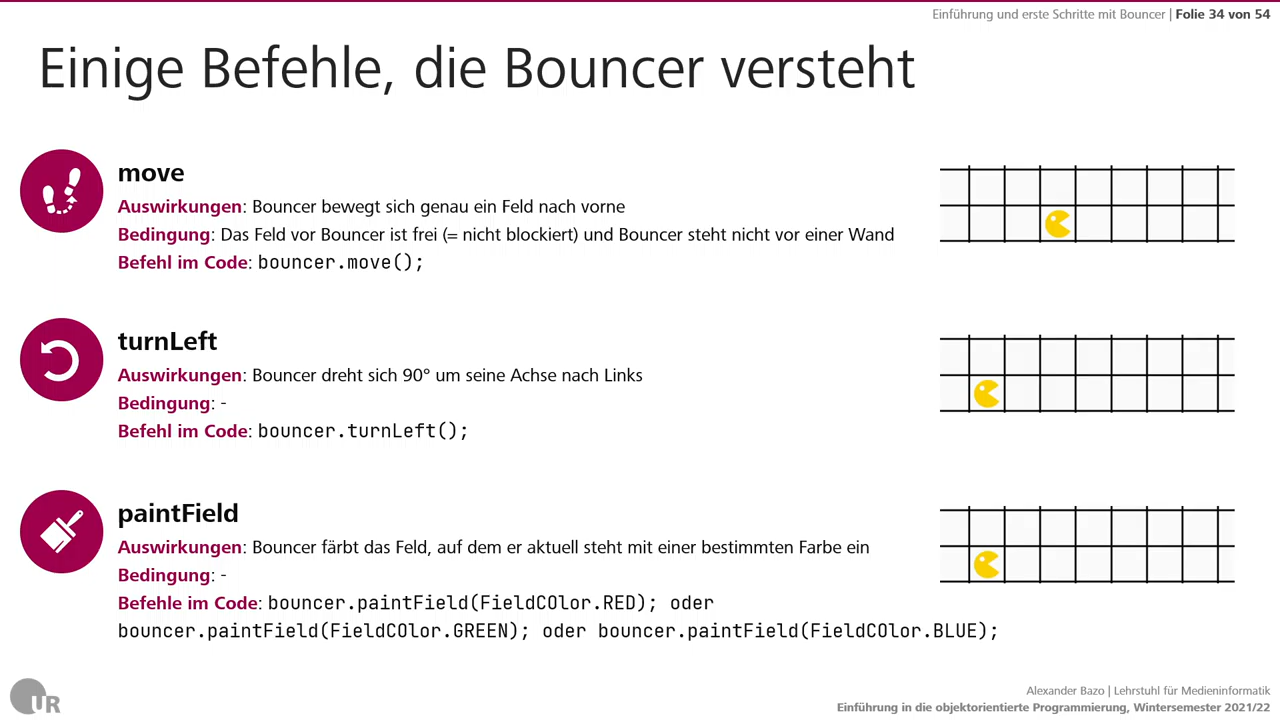 Einführung und erste Schritte mit Bouncer | Folie 34 von 54
Einige Befehle, die Bouncer versteht
move
Auswirkungen: Bouncer bewegt sich genau ein Feld nach vorne
Bedingung: Das Feld vor Bouncer ist frei (= nicht blockiert) und Bouncer steht nicht vor einer Wand
Befehl im Code: bouncer.move();
turnLeft
Auswirkungen: Bouncer dreht sich 90° um seine Achse nach Links
Bedingung: -
Befehl im Code: bouncer.turnLeft();
paintField
Auswirkungen: Bouncer färbt das Feld, auf dem er aktuell steht mit einer bestimmten Farbe ein
Bedingung: -
Befehle im Code: bouncer.paintField(FieldCOlor.RED); oder
bouncer.paintField(FieldCOlor.GREEN); oder bouncer.paintField(FieldCOlor.BLUE);
UR
Alexander Bazo | Lehrstuhl für Medieninformatik
Einführung in die objektorientierte Programmierung, Wintersemester 2021/22